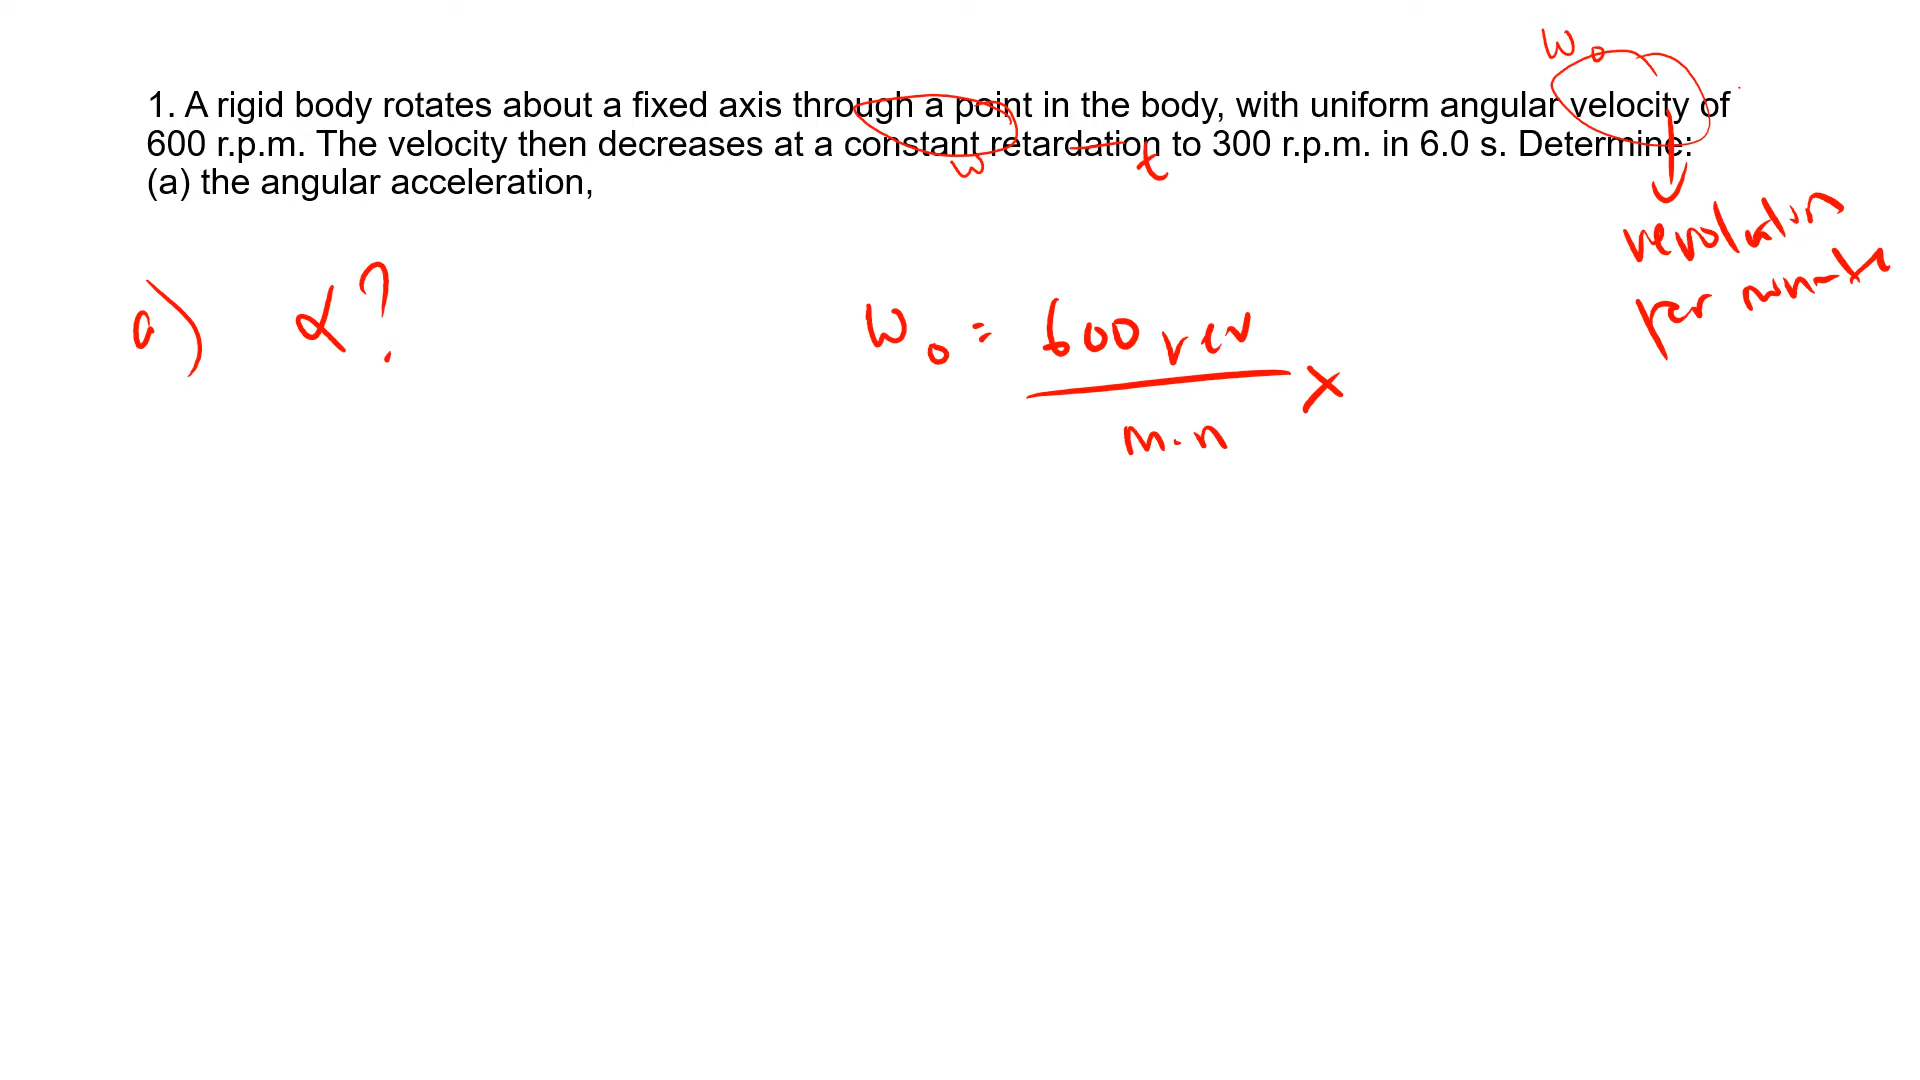 ω₀
1. A rigid body rotates about a fixed axis through a point in the body, with uniform angular velocity of
600 r.p.m. The velocity then decreases at a constant retardation to 300 r.p.m. in 6.0 s. Determine:
ω t
(a) the angular acceleration,
revolution
per minute
a) α?
ω₀ = 600 rev
×
min